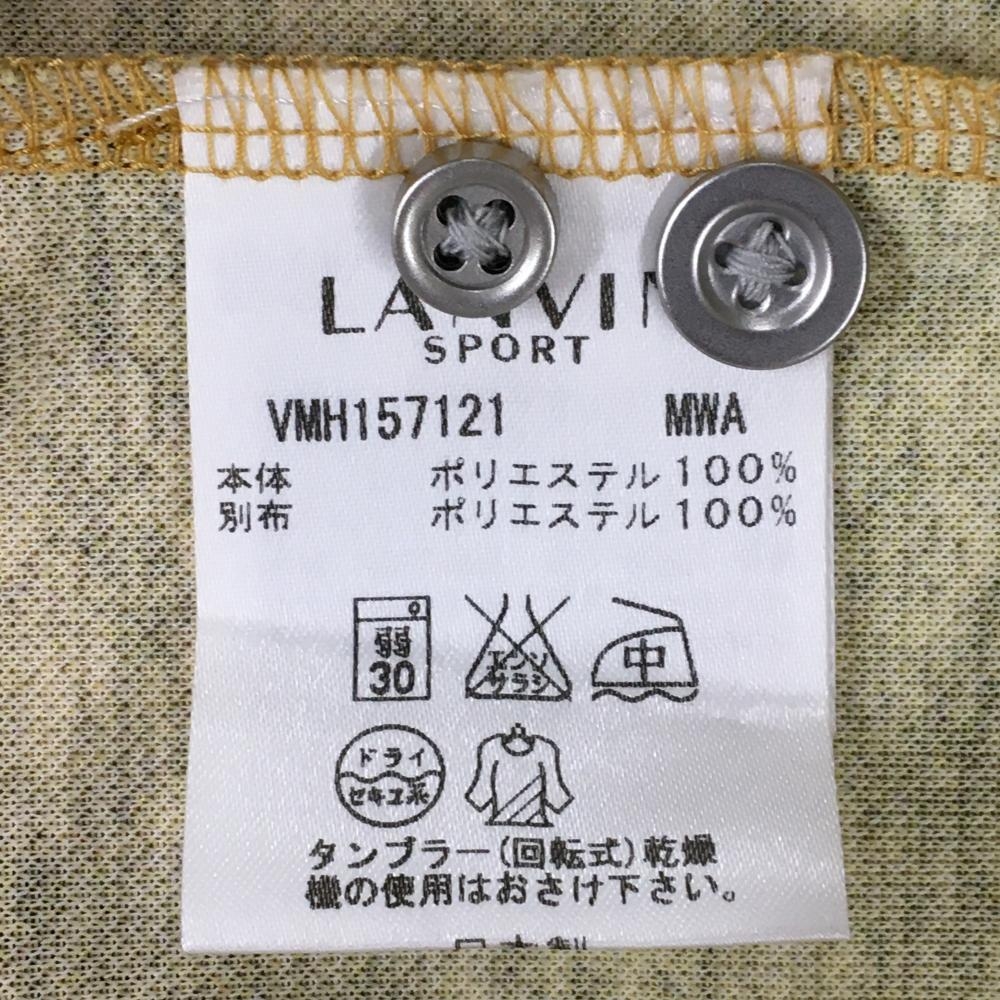 LANVIN
SPORT
VMH157121 MWA
本体 ポリエステル100%
別布 ポリエステル100%
弱
30
エンソ
サラシ
中
ドライ
セキユ系
タンブラー(回転式)乾燥
機の使用はおさけ下さい。